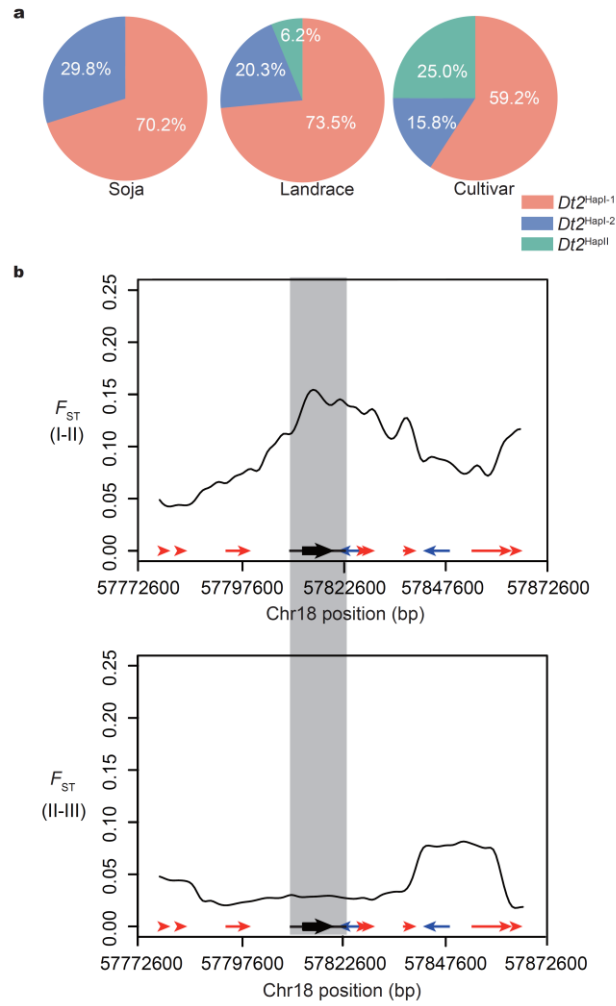 a
29.8%
70.2%
Soja
6.2%
20.3%
73.5%
Landrace
25.0%
59.2%
15.8%
Cultivar
Dt2HapI-1
Dt2HapI-2
Dt2HapII
b
FST
(I-II)
0.25
0.20
0.15
0.10
0.05
0.00
57772600 57797600 57822600 57847600 57872600
Chr18 position (bp)
FST
(II-III)
0.25
0.20
0.15
0.10
0.05
0.00
57772600 57797600 57822600 57847600 57872600
Chr18 position (bp)